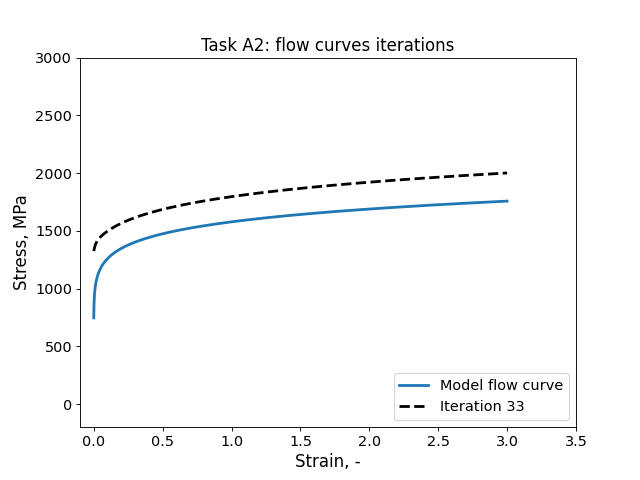 Task A2: flow curves iterations
3000
2500
2000
1500
1000
500
0
Stress, MPa
0.0 0.5 1.0 1.5 2.0 2.5 3.0 3.5
Strain, -
Model flow curve
Iteration 33